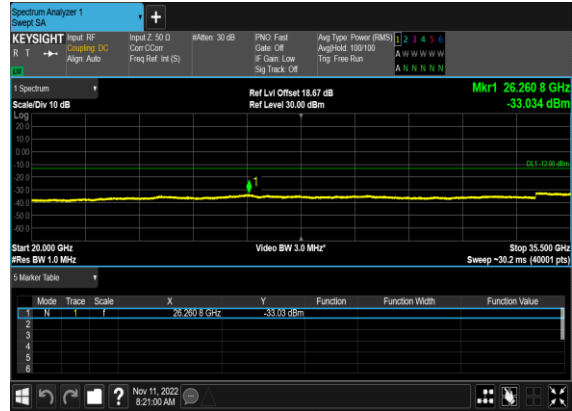 Spectrum Analyzer 1
Swept SA
+
KEYSIGHT Input: RF Input Z: 50 Ω #Atten: 30 dB PNO: Fast Avg Type: Power (RMS) 1 2 3 4 5 6
R T Coupling: DC Corr CCorr Gate: Off Avg|Hold: 100/100 A W W W W W
Align: Auto Freq Ref: Int (S) IF Gain: Low Trig: Free Run
Sig Track: Off A N N N N N
1 Spectrum Ref Lvl Offset 18.67 dB Mkr1 26.260 8 GHz
Scale/Div 10 dB Ref Level 30.00 dBm -33.034 dBm
Log
20.0
10.0
0.00
-10.0
DL1 -13.00 dBm
-20.0
1
-30.0
-40.0
-50.0
-60.0
Start 20.000 GHz Video BW 3.0 MHz* Stop 35.500 GHz
#Res BW 1.0 MHz Sweep ~30.2 ms (40001 pts)
5 Marker Table
Mode Trace Scale X Y Function Function Width Function Value
1 N 1 f 26.260 8 GHz -33.03 dBm
2
3
4
5
6
? Nov 11, 2022
8:21:00 AM